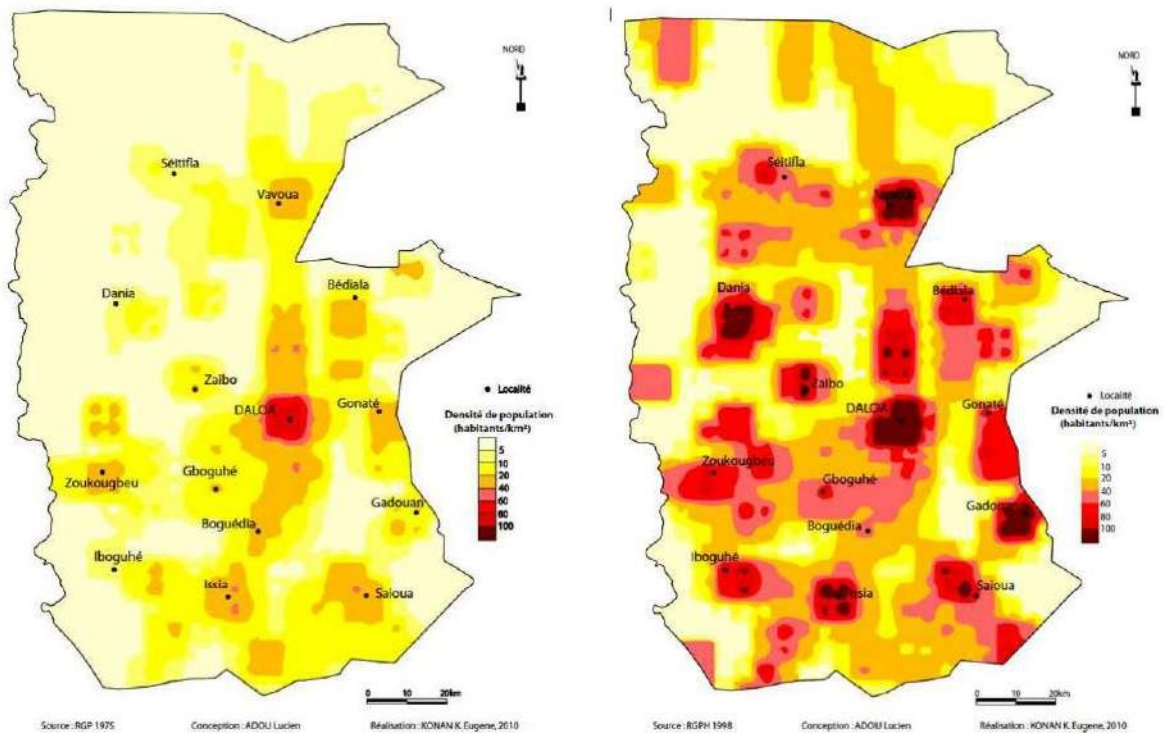 NORD
Séitifla
Vavoua
Dania
Bédiala
Zaïbo
DALOA
Gonaté
Zoukougbeu
Gboguhé
Gadouan
Boguédia
Iboguhé
Issia
Saioua
Localité
Densité de population
(habitants/km²)
5
10
20
40
60
80
100
0 10 20km
Source : RGP 1975 Conception : ADOU Lucien Réalisation : KONAN K. Eugene, 2010
NORD
Séitifla
Dania
Bédiala
Zaïbo
DALOA
Gonaté
Zoukougbeu
Gboguhé
Boguédia
Iboguhé
Saioua
Localité
Densité de population
(habitants/km²)
5
10
20
40
60
80
100
0 10 20km
Source : RGPH 1998 Conception : ADOU Lucien Réalisation : KONAN K. Eugene, 2010